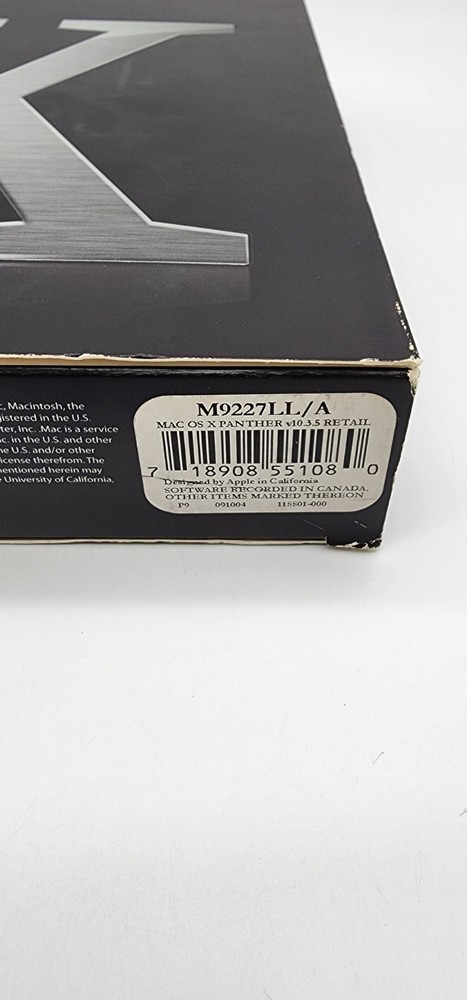 X
c, Macintosh, the
gistered in the U.S.
ter, Inc. .Mac is a service
nc. in the U.S. and other
he U.S. and/or other
license therefrom. The
mentioned herein may
e University of California.
M9227LL/A
MAC OS X PANTHER v10.3.5 RETAIL
7 18908 55108 0
Designed by Apple in California
SOFTWARE RECORDED IN CANADA.
OTHER ITEMS MARKED THEREON
P9 091004 115801-000